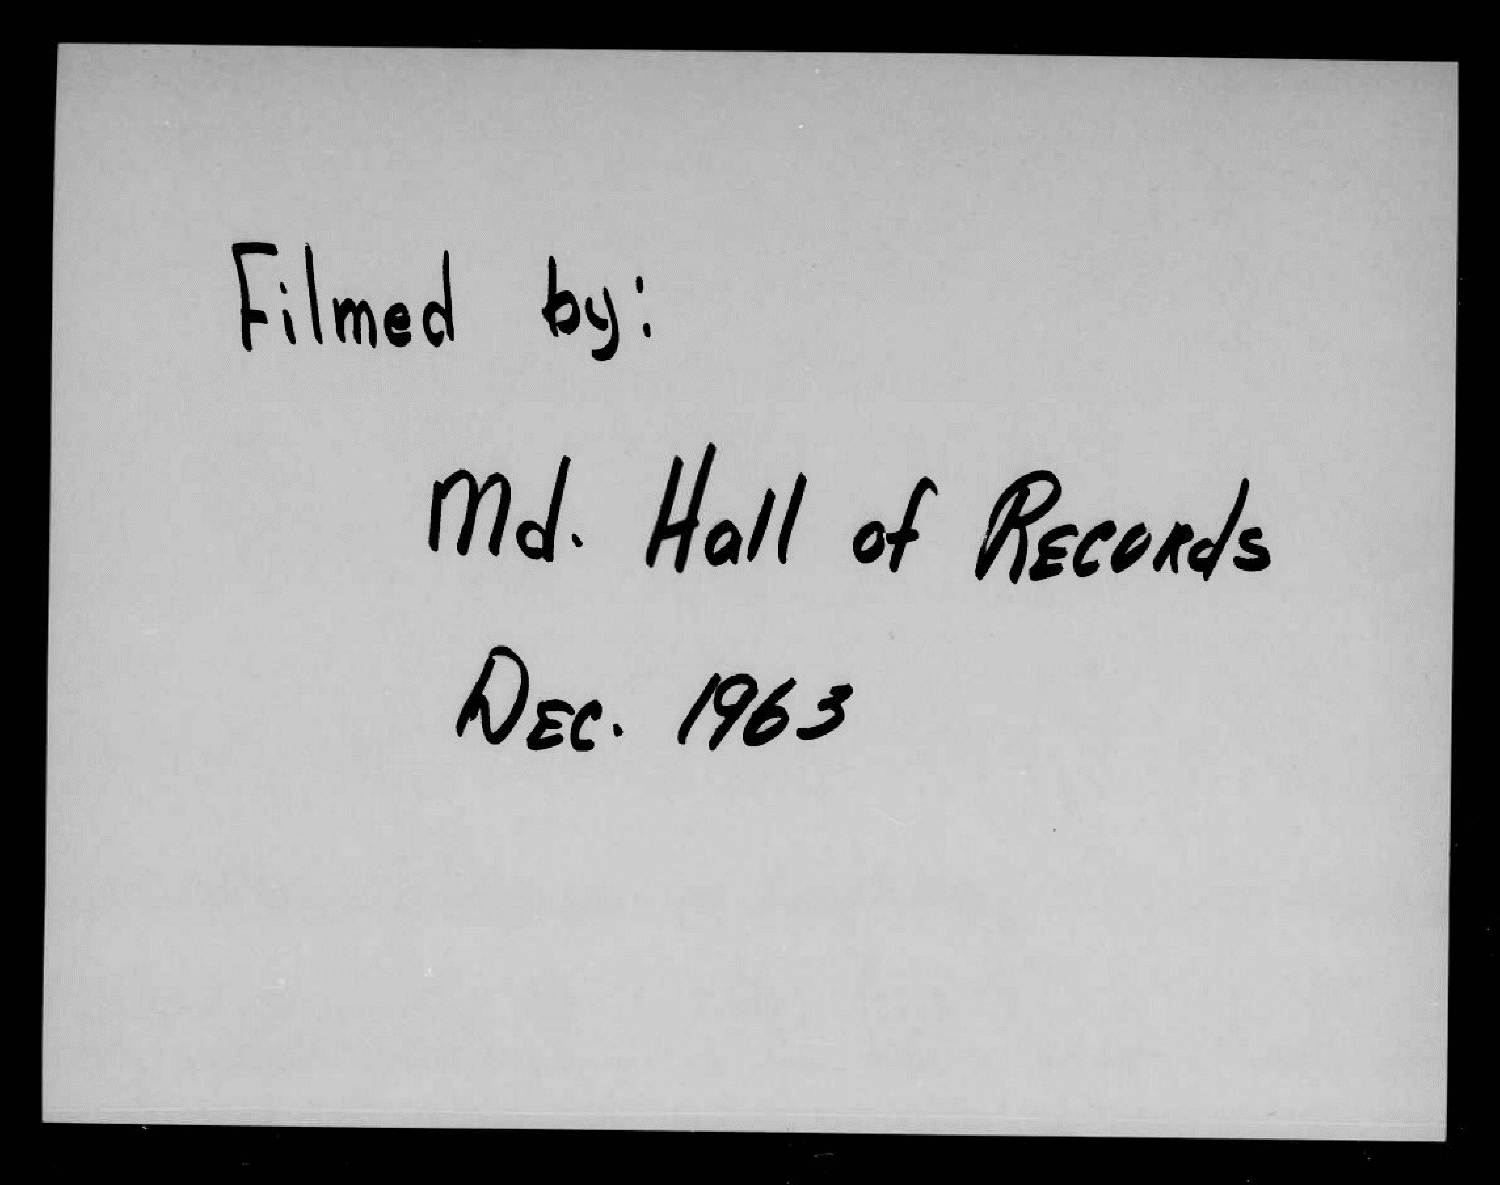 Filmed by:
Md. Hall of Records
Dec. 1963